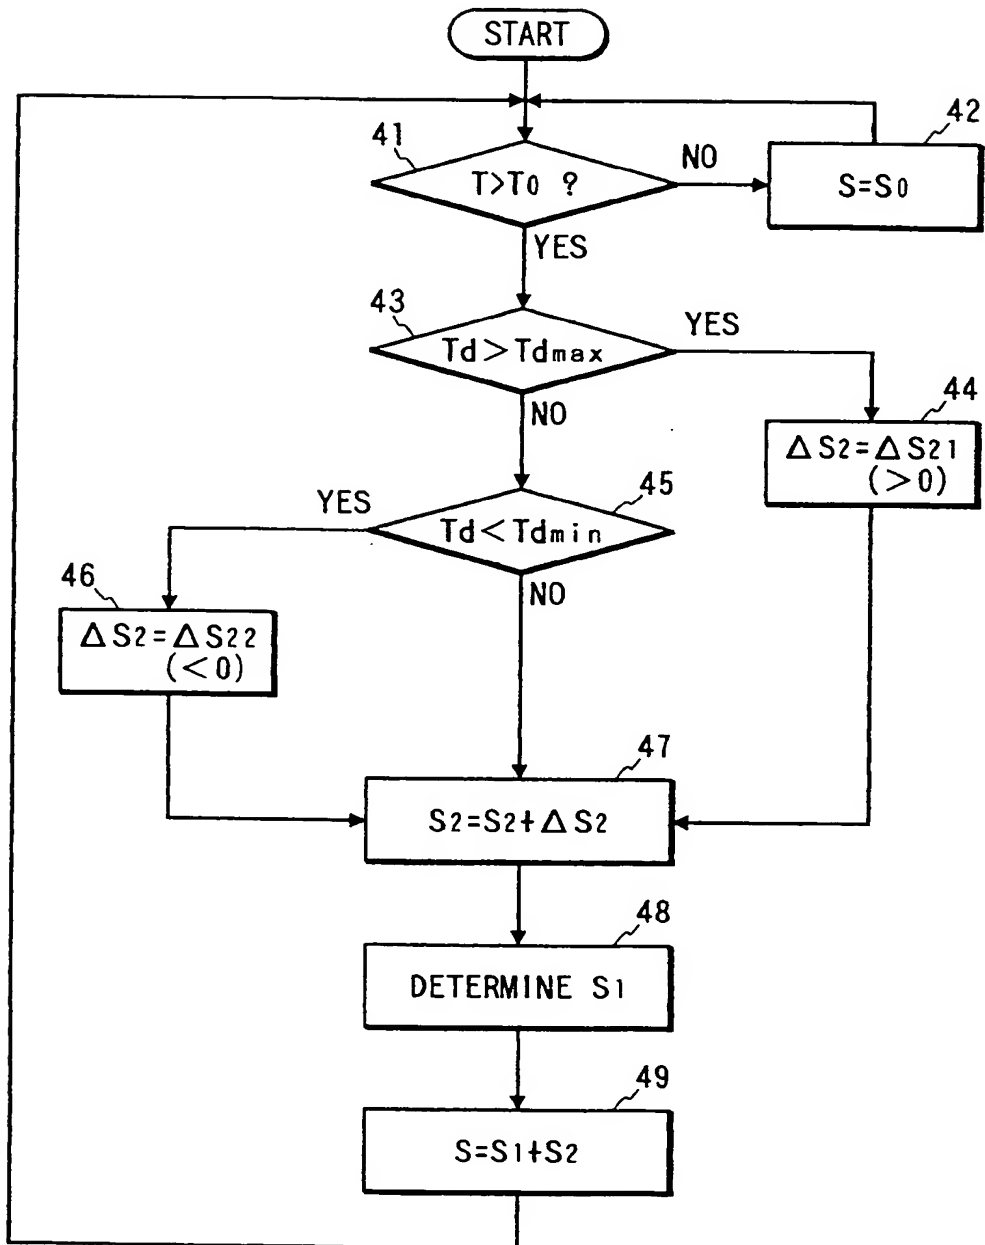 START
41
T>T0 ?
NO
42
S=S0
YES
43
Td>Tdmax
YES
NO
44
ΔS2=ΔS21
(>0)
YES
45
Td<Tdmin
NO
46
ΔS2=ΔS22
(<0)
47
S2=S2+ΔS2
48
DETERMINE S1
49
S=S1+S2